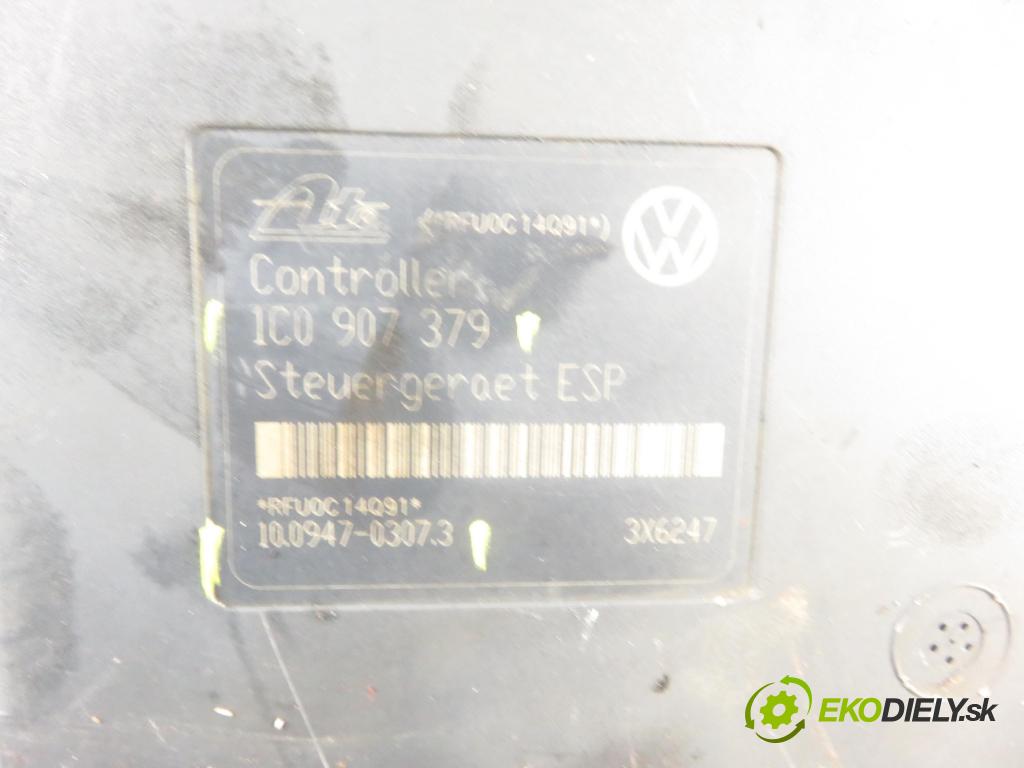 Ate (*RFU0C14Q91*)
Controller
1C0 907 379
Steuergeraet ESP
*RFU0C14Q91*
10.0947-0307.3 3X6247
EKODIELY.sk